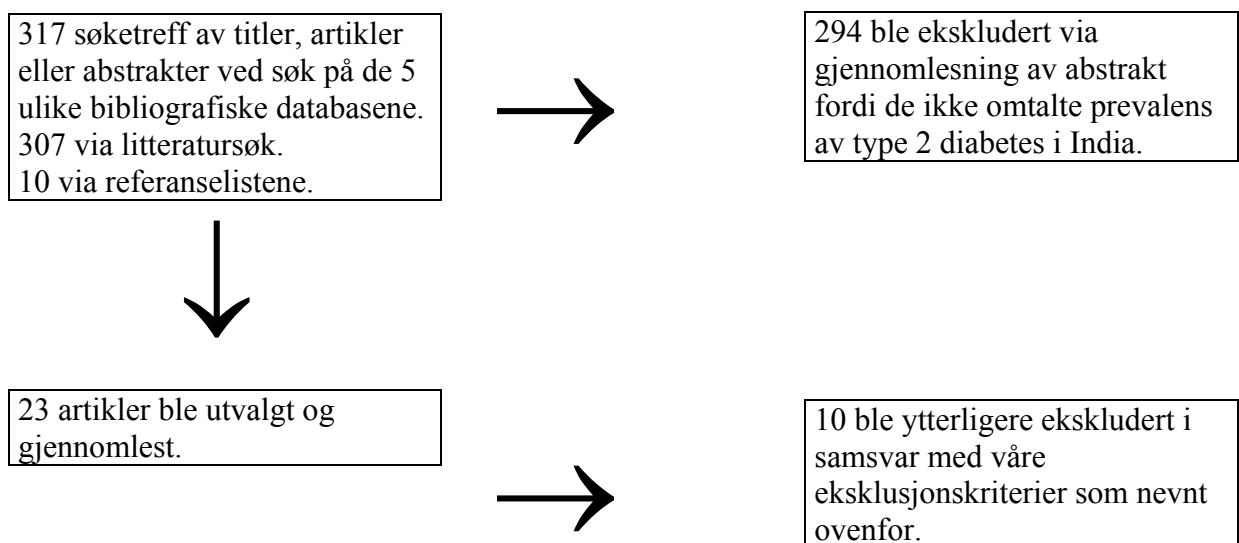 317 søketreff av titler, artikler
eller abstrakter ved søk på de 5
ulike bibliografiske databasene.
307 via litteratursøk.
10 via referanselistene.
294 ble ekskludert via
gjennomlesning av abstrakt
fordi de ikke omtalte prevalens
av type 2 diabetes i India.
23 artikler ble utvalgt og
gjennomlest.
10 ble ytterligere ekskludert i
samsvar med våre
eksklusjonskriterier som nevnt
ovenfor.